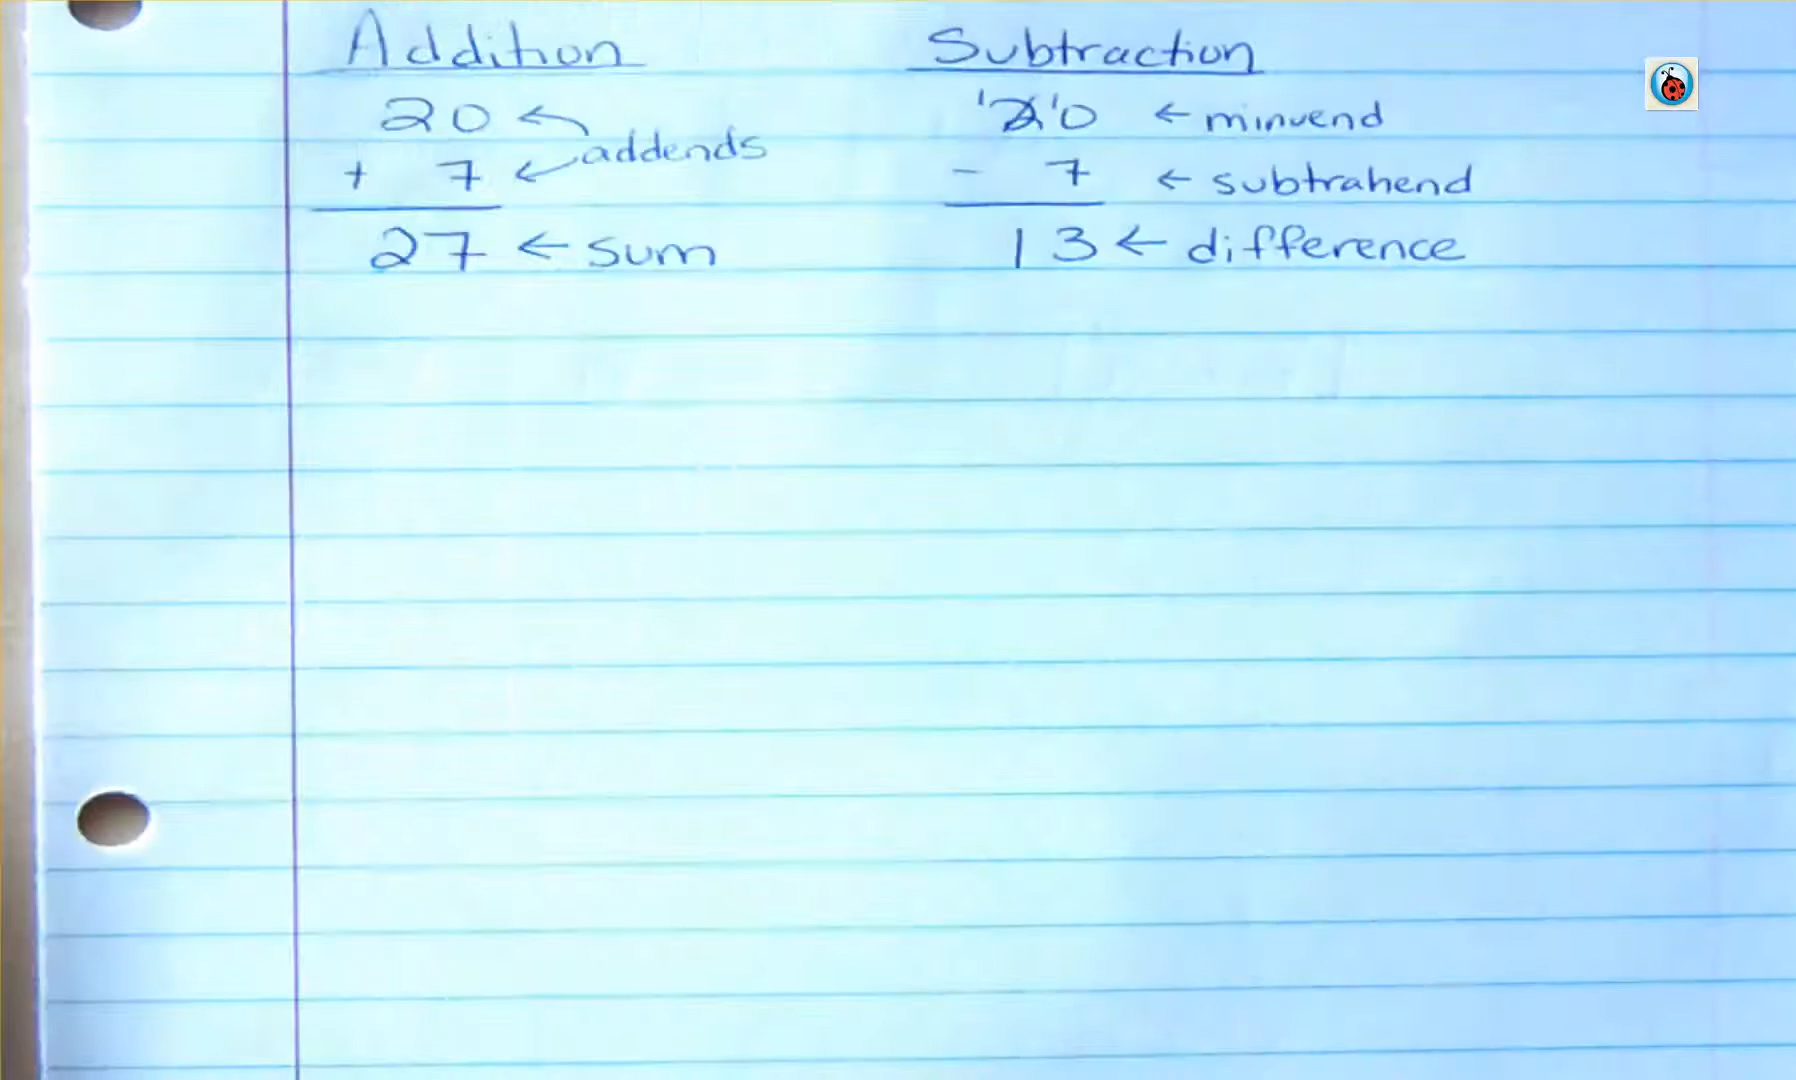 Addition Subtraction
20 ← addends '2'0 ← minuend
+ 7 ← - 7 ← subtrahend
27 ← sum 13 ← difference